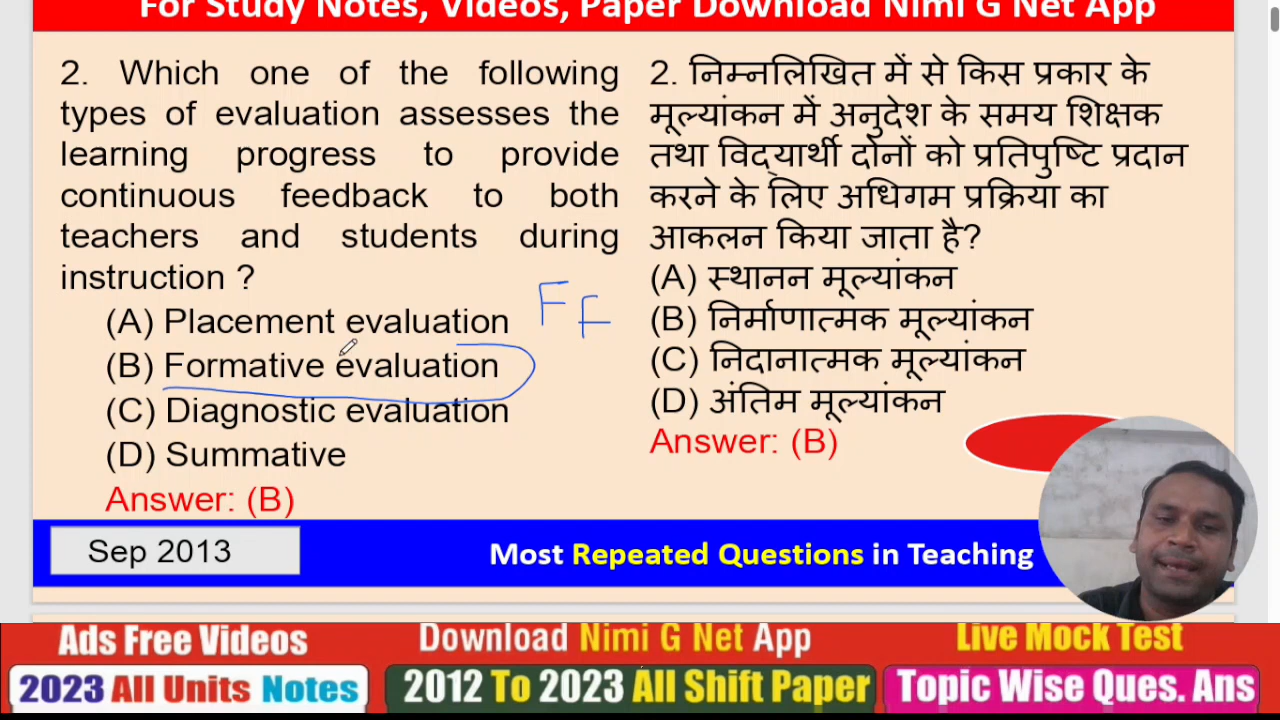 For Study Notes, Videos, Paper Download Nimi G Net App
2. Which one of the following
types of evaluation assesses the
learning progress to provide
continuous feedback to both
teachers and students during
instruction ?
(A) Placement evaluation
(B) Formative evaluation
(C) Diagnostic evaluation
(D) Summative
Answer: (B)
F F
2. निम्नलिखित में से किस प्रकार के
मूल्यांकन में अनुदेश के समय शिक्षक
तथा विद्यार्थी दोनों को प्रतिपुष्टि प्रदान
करने के लिए अधिगम प्रक्रिया का
आकलन किया जाता है?
(A) स्थानन मूल्यांकन
(B) निर्माणात्मक मूल्यांकन
(C) निदानात्मक मूल्यांकन
(D) अंतिम मूल्यांकन
Answer: (B)
Sep 2013
Most Repeated Questions in Teaching
Ads Free Videos
Download Nimi G Net App
Live Mock Test
2023 All Units Notes
2012 To 2023 All Shift Paper
Topic Wise Ques. Ans